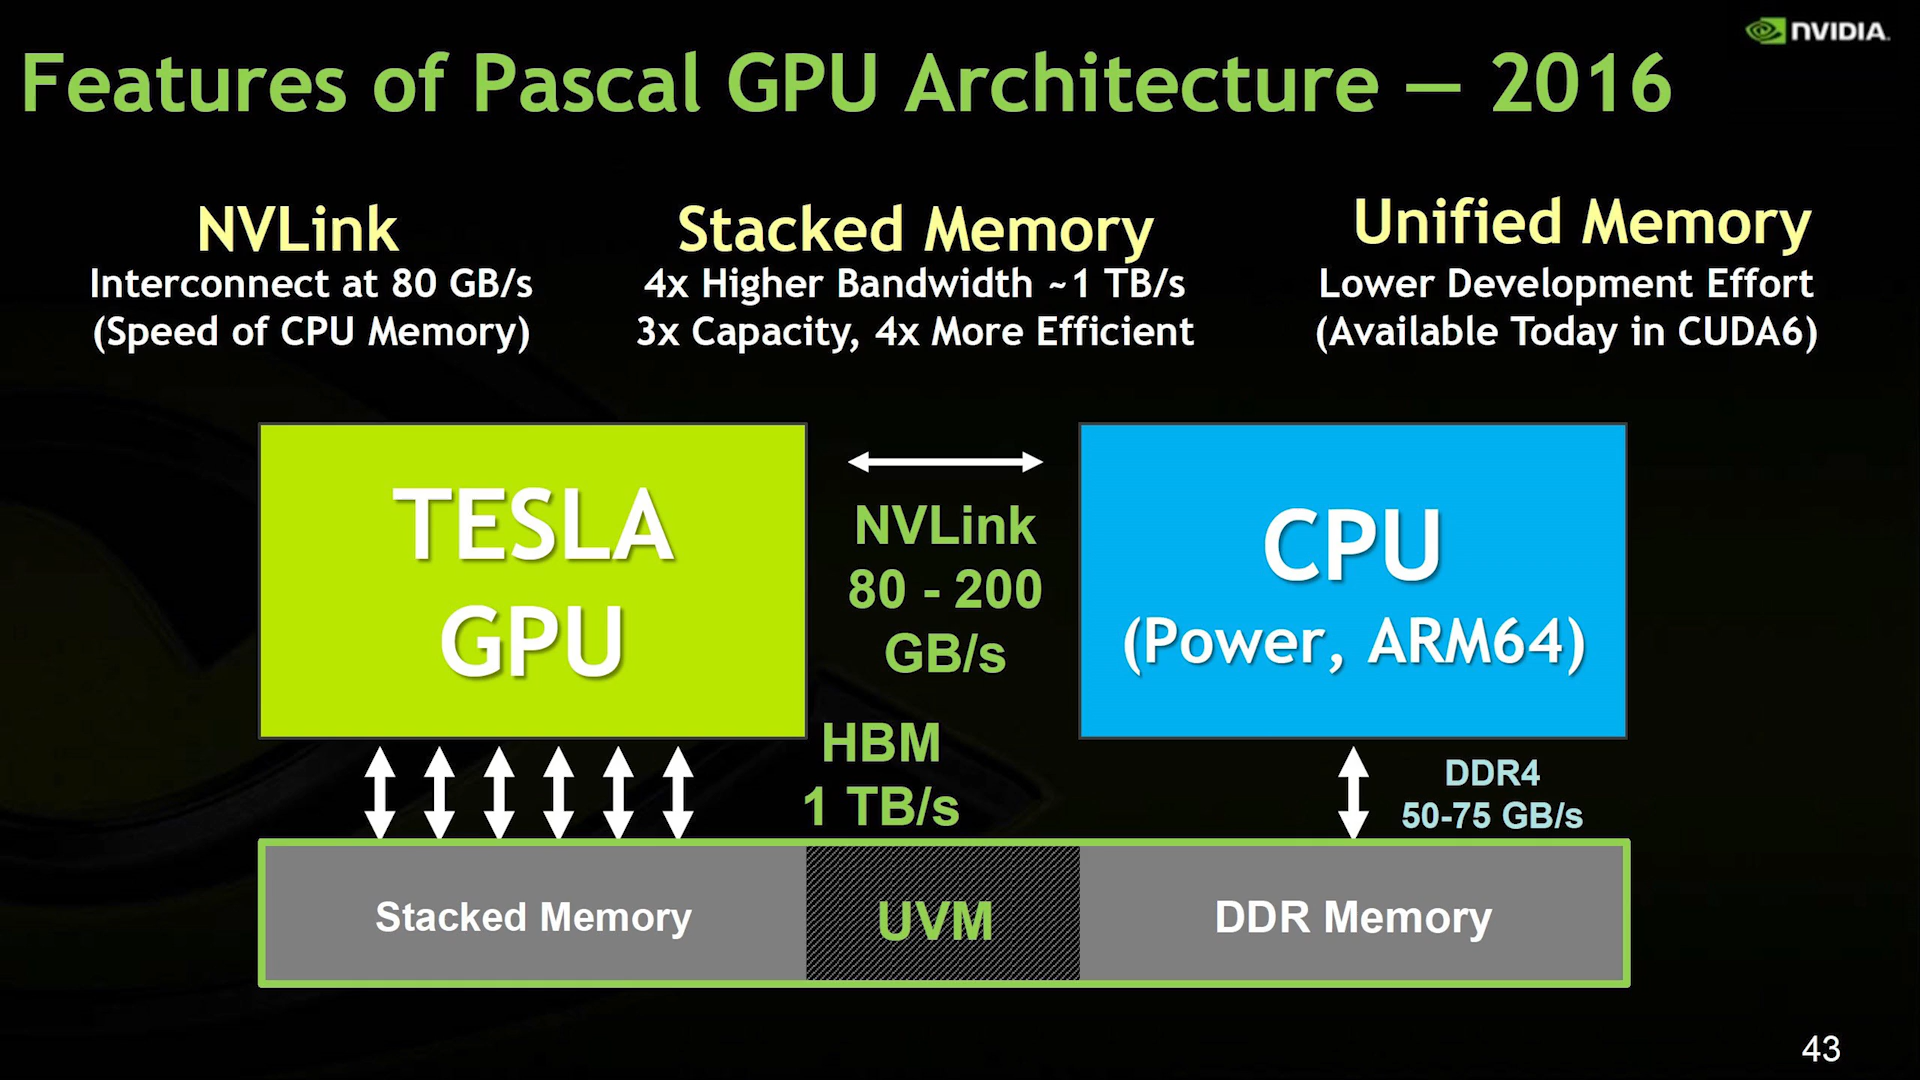 NVIDIA.
Features of Pascal GPU Architecture — 2016
NVLink
Interconnect at 80 GB/s
(Speed of CPU Memory)
Stacked Memory
4x Higher Bandwidth ~1 TB/s
3x Capacity, 4x More Efficient
Unified Memory
Lower Development Effort
(Available Today in CUDA6)
TESLA
GPU
NVLink
80 - 200
GB/s
CPU
(Power, ARM64)
HBM
1 TB/s
DDR4
50-75 GB/s
Stacked Memory
UVM
DDR Memory
43